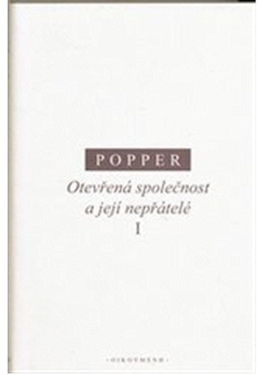 POPPER
Otevřená společnost
a její nepřátelé
I
·OIKOYMENH·